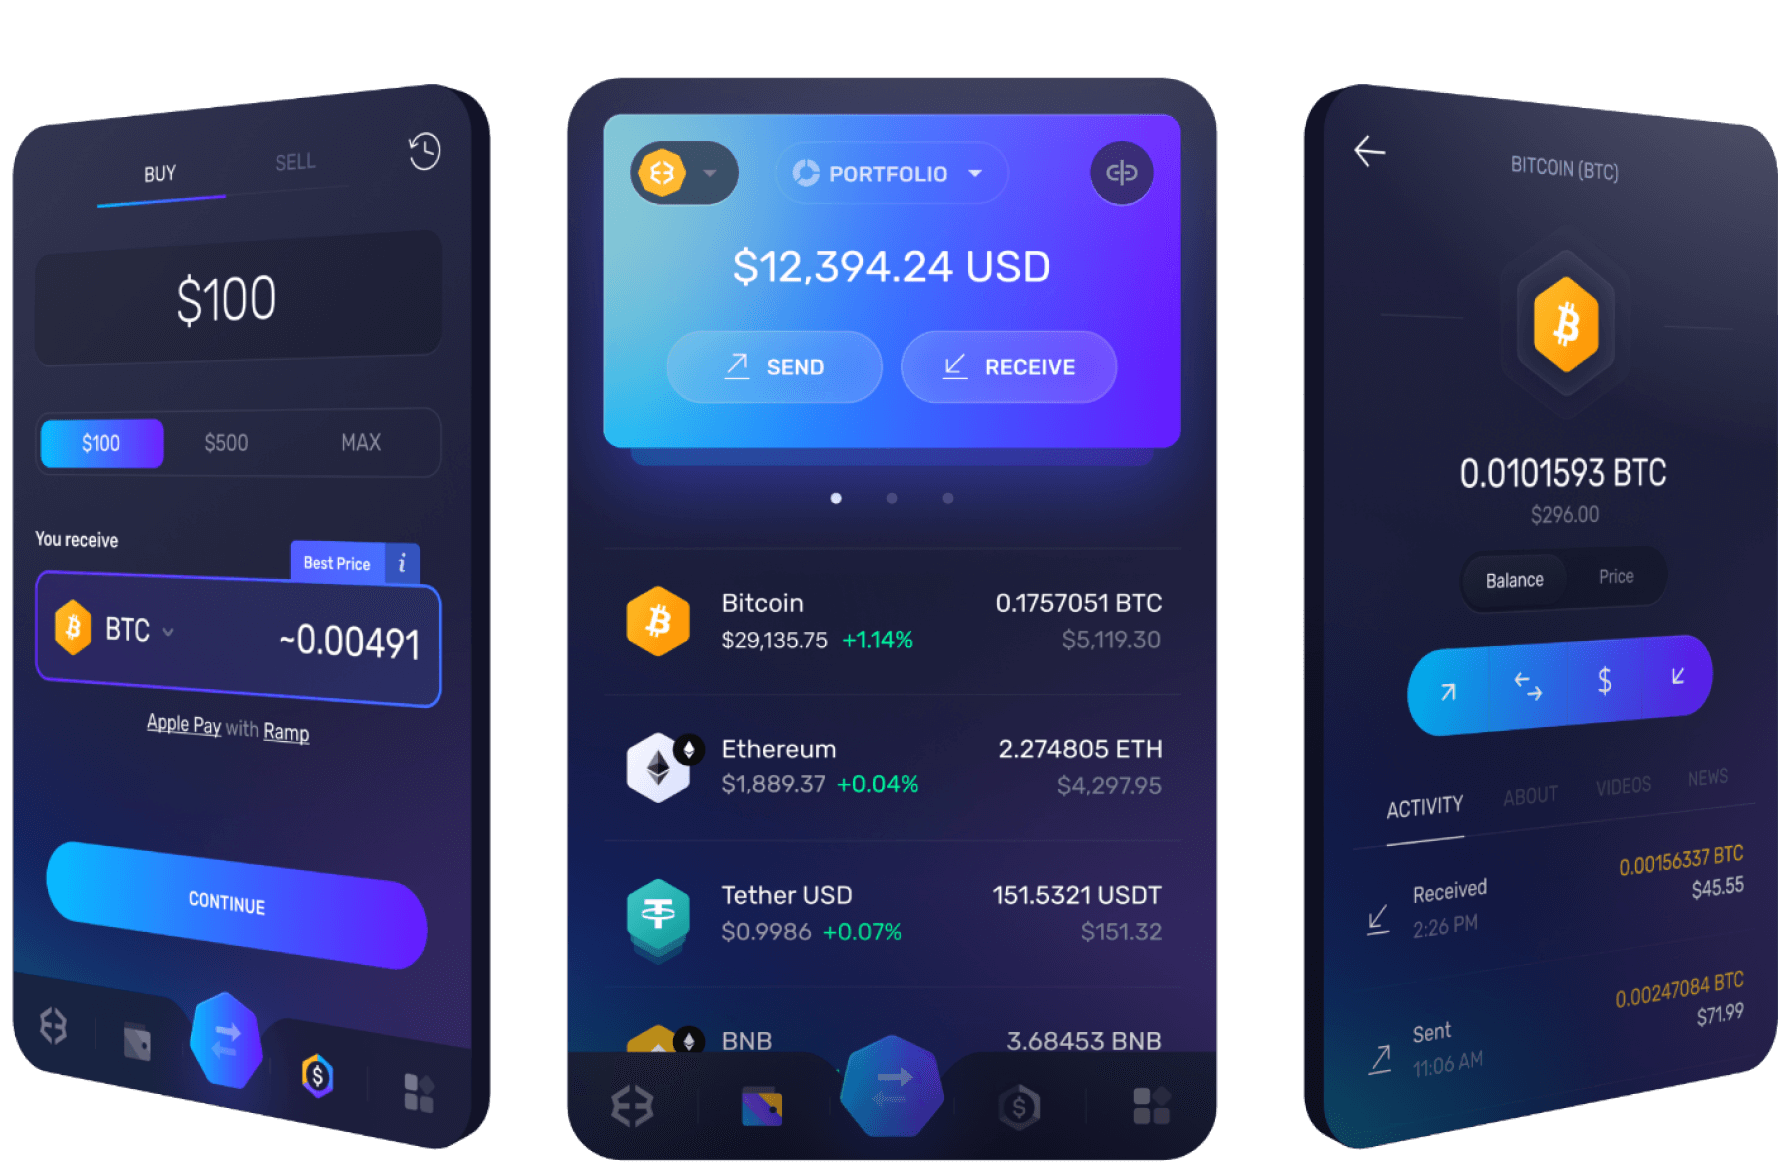 BUY
SELL
$100
$100
$500
MAX
You receive
Best Price
i
BTC
~0.00491
Apple Pay with Ramp
CONTINUE
PORTFOLIO
$12,394.24 USD
SEND
RECEIVE
Bitcoin
0.1757051 BTC
$29,135.75 +1.14%
$5,119.30
Ethereum
2.274805 ETH
$1,889.37 +0.04%
$4,297.95
Tether USD
151.5321 USDT
$0.9986 +0.07%
$151.32
BNB
3.68453 BNB
BITCOIN (BTC)
0.0101593 BTC
$296.00
Balance
Price
$
ACTIVITY
ABOUT
VIDEOS
NEWS
Received
0.00156337 BTC
2:26 PM
$45.55
Sent
0.00247084 BTC
11:06 AM
$71.99